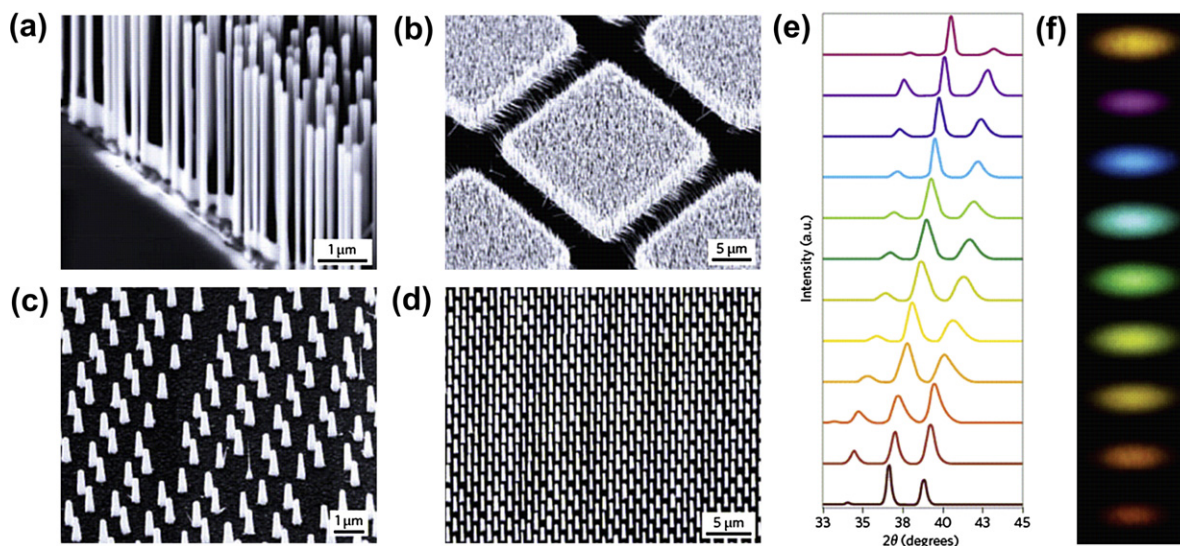 (a)
1 μm
(b)
5 μm
(c)
1 μm
(d)
5 μm
(e)
Intensity (a.u.)
33 35 38 40 43 45
2θ (degrees)
(f)